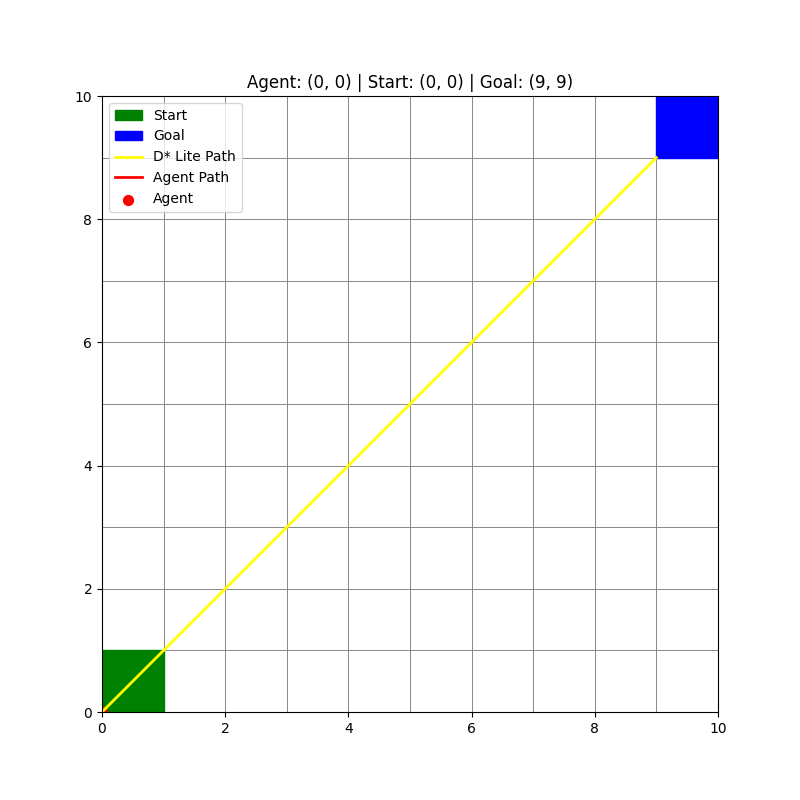 Agent: (0, 0) | Start: (0, 0) | Goal: (9, 9)
10
Start
Goal
D* Lite Path
Agent Path
Agent
8
6
4
2
0
0 2 4 6 8 10